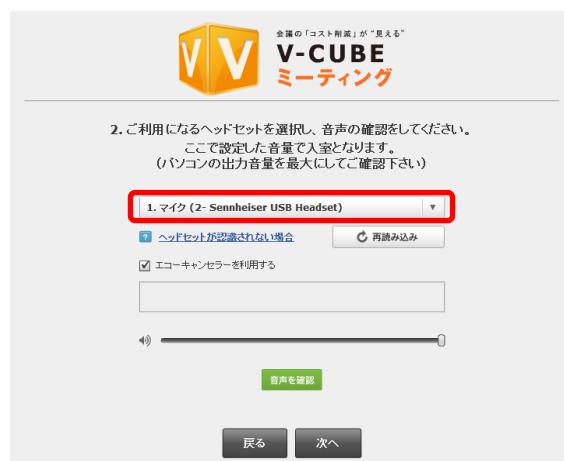 会議の「コスト削減」が“見える”
V-CUBE
ミーティング
2. ご利用になるヘッドセットを選択し、音声の確認をしてください。
ここで設定した音量で入室となります。
(パソコンの出力音量を最大にしてご確認下さい)
1. マイク (2- Sennheiser USB Headset)
? ヘッドセットが認識されない場合
再読み込み
エコーキャンセラーを利用する
音声を確認
戻る
次へ